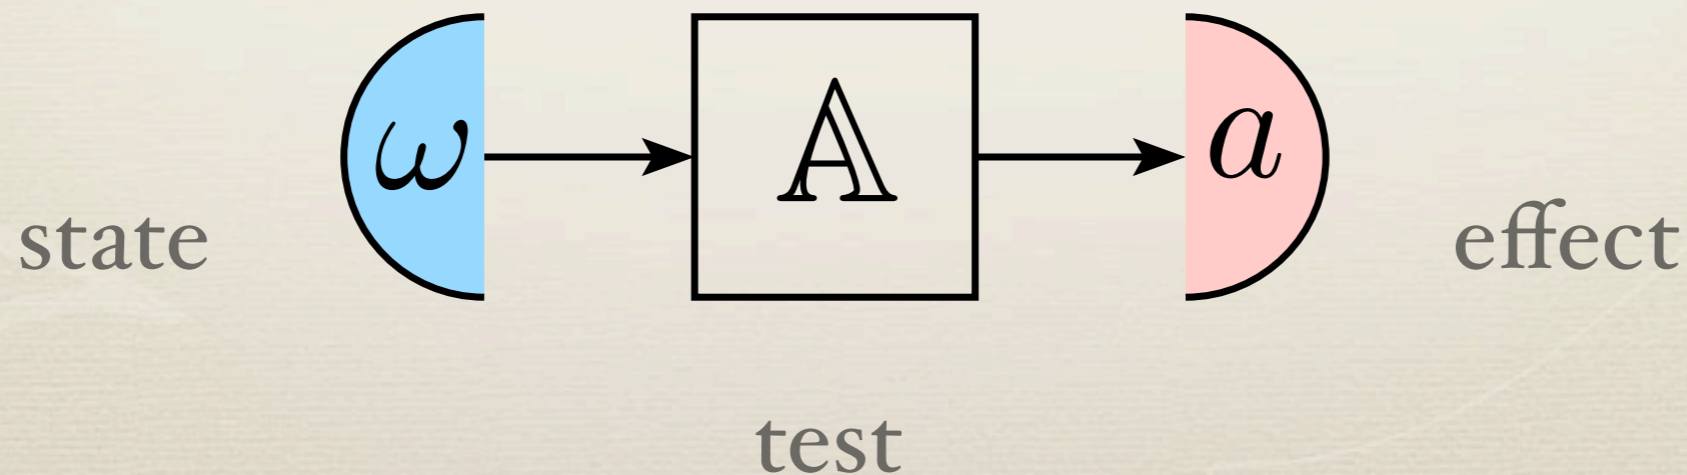 ω 𝔸 a
state effect
test